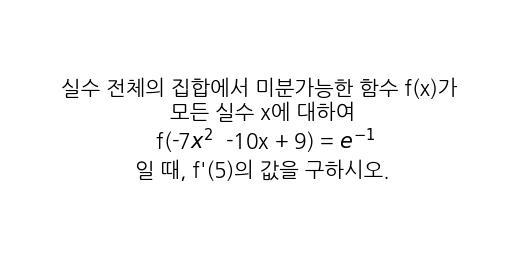 실수 전체의 집합에서 미분가능한 함수 f(x)가
모든 실수 x에 대하여
f(-7x² -10x + 9) = e⁻¹
일 때, f'(5)의 값을 구하시오.